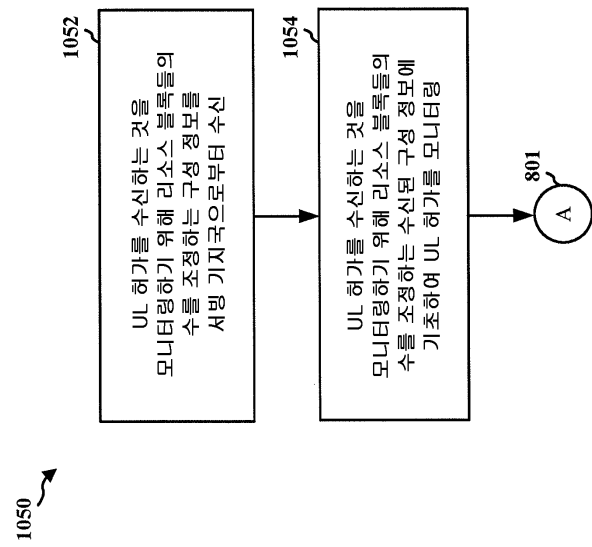 1050
1052
UL 허가를 수신하는 것을
모니터링하기 위해 리소스 블록들의
수를 조정하는 구성 정보를
서빙 기지국으로부터 수신
1054
UL 허가를 수신하는 것을
모니터링하기 위해 리소스 블록들의
수를 조정하는 수신된 구성 정보에
기초하여 UL 허가를 모니터링
801
A